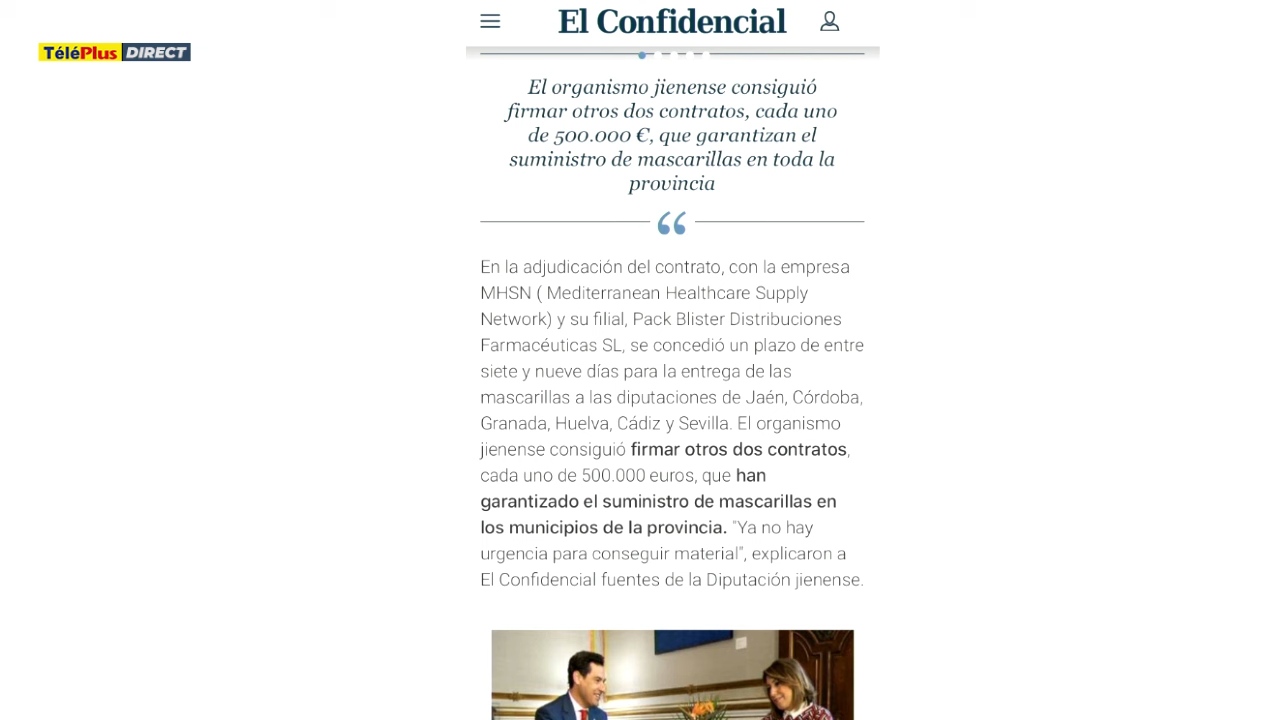 TéléPlus DIRECT
El Confidencial
El organismo jienense consiguió
firmar otros dos contratos, cada uno
de 500.000 €, que garantizan el
suministro de mascarillas en toda la
provincia
“
En la adjudicación del contrato, con la empresa
MHSN ( Mediterranean Healthcare Supply
Network) y su filial, Pack Blister Distribuciones
Farmacéuticas SL, se concedió un plazo de entre
siete y nueve días para la entrega de las
mascarillas a las diputaciones de Jaén, Córdoba,
Granada, Huelva, Cádiz y Sevilla. El organismo
jienense consiguió firmar otros dos contratos,
cada uno de 500.000 euros, que han
garantizado el suministro de mascarillas en
los municipios de la provincia. "Ya no hay
urgencia para conseguir material", explicaron a
El Confidencial fuentes de la Diputación jienense.